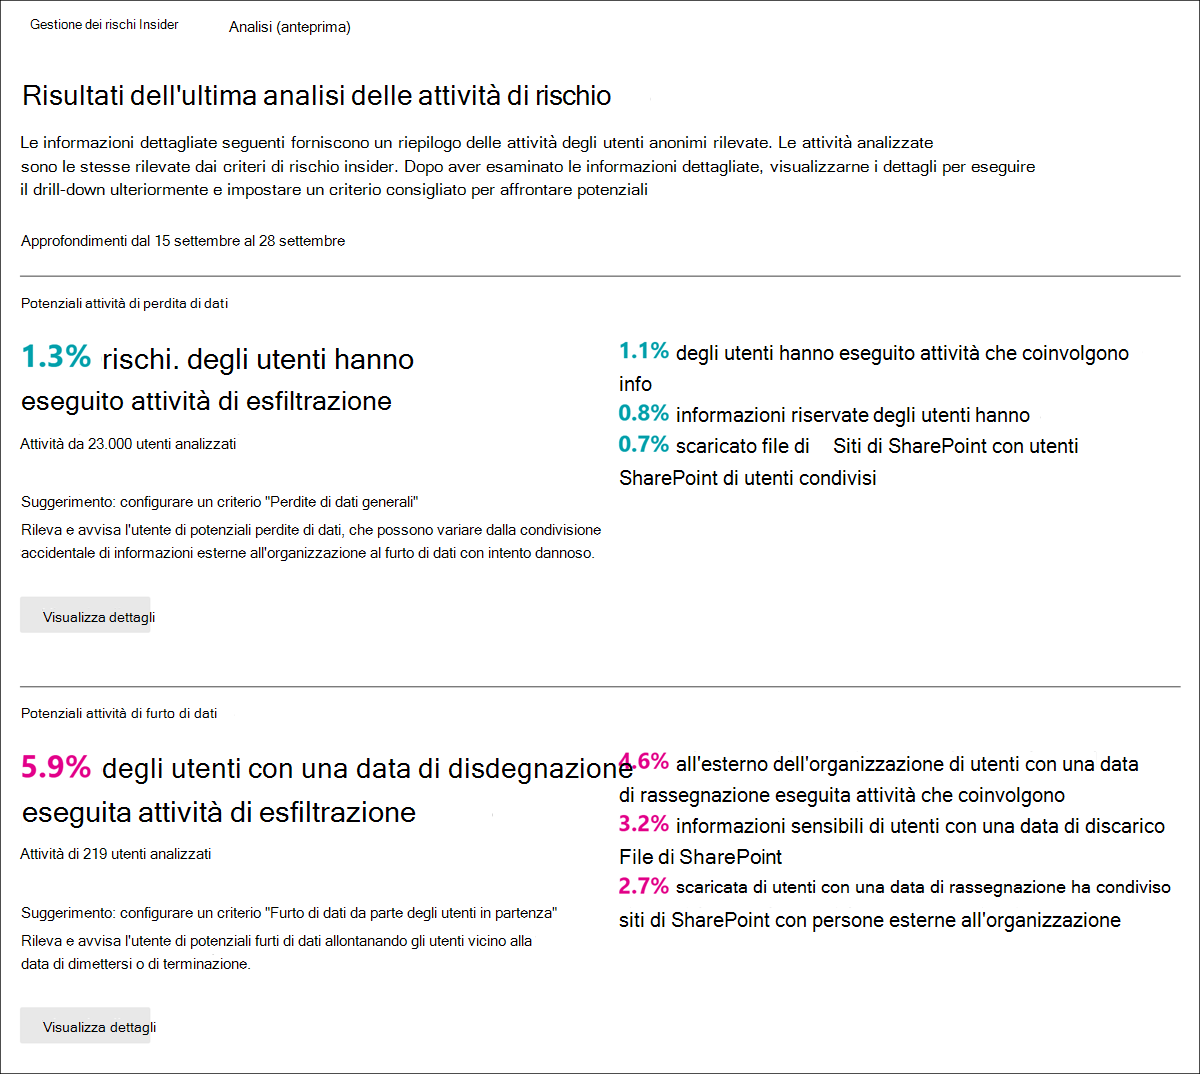 Gestione dei rischi Insider
Analisi (anteprima)
Risultati dell'ultima analisi delle attività di rischio
Le informazioni dettagliate seguenti forniscono un riepilogo delle attività degli utenti anonimi rilevate. Le attività analizzate
sono le stesse rilevate dai criteri di rischio insider. Dopo aver esaminato le informazioni dettagliate, visualizzarne i dettagli per eseguire
il drill-down ulteriormente e impostare un criterio consigliato per affrontare potenziali
Approfondimenti dal 15 settembre al 28 settembre
Potenziali attività di perdita di dati
1.3% rischi. degli utenti hanno
eseguito attività di esfiltrazione
Attività da 23.000 utenti analizzati
Suggerimento: configurare un criterio "Perdite di dati generali"
Rileva e avvisa l'utente di potenziali perdite di dati, che possono variare dalla condivisione
accidentale di informazioni esterne all'organizzazione al furto di dati con intento dannoso.
Visualizza dettagli
1.1% degli utenti hanno eseguito attività che coinvolgono
info
0.8% informazioni riservate degli utenti hanno
0.7% scaricato file di Siti di SharePoint con utenti
SharePoint di utenti condivisi
Potenziali attività di furto di dati
5.9% degli utenti con una data di disdegnazione
eseguita attività di esfiltrazione
Attività di 219 utenti analizzati
Suggerimento: configurare un criterio "Furto di dati da parte degli utenti in partenza"
Rileva e avvisa l'utente di potenziali furti di dati allontanando gli utenti vicino alla
data di dimettersi o di terminazione.
Visualizza dettagli
4.6% all'esterno dell'organizzazione di utenti con una data
di rassegnazione eseguita attività che coinvolgono
3.2% informazioni sensibili di utenti con una data di discarico
File di SharePoint
2.7% scaricata di utenti con una data di rassegnazione ha condiviso
siti di SharePoint con persone esterne all'organizzazione